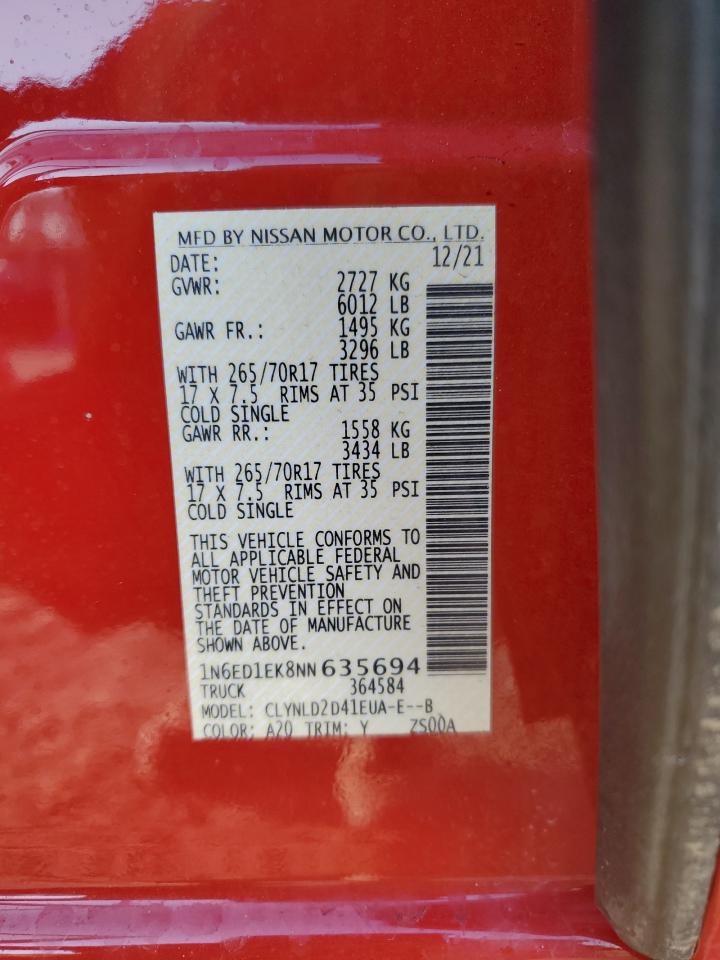 MFD BY NISSAN MOTOR CO., LTD.
DATE: 12/21
GVWR: 2727 KG
6012 LB
GAWR FR.: 1495 KG
3296 LB
WITH 265/70R17 TIRES
17 X 7.5 RIMS AT 35 PSI
COLD SINGLE
GAWR RR.: 1558 KG
3434 LB
WITH 265/70R17 TIRES
17 X 7.5 RIMS AT 35 PSI
COLD SINGLE
THIS VEHICLE CONFORMS TO
ALL APPLICABLE FEDERAL
MOTOR VEHICLE SAFETY AND
THEFT PREVENTION
STANDARDS IN EFFECT ON
THE DATE OF MANUFACTURE
SHOWN ABOVE.
1N6ED1EK8NN635694
TRUCK 364584
MODEL: CLYNLD2D41EUA-E--B
COLOR: A20 TRIM: Y ZS00A